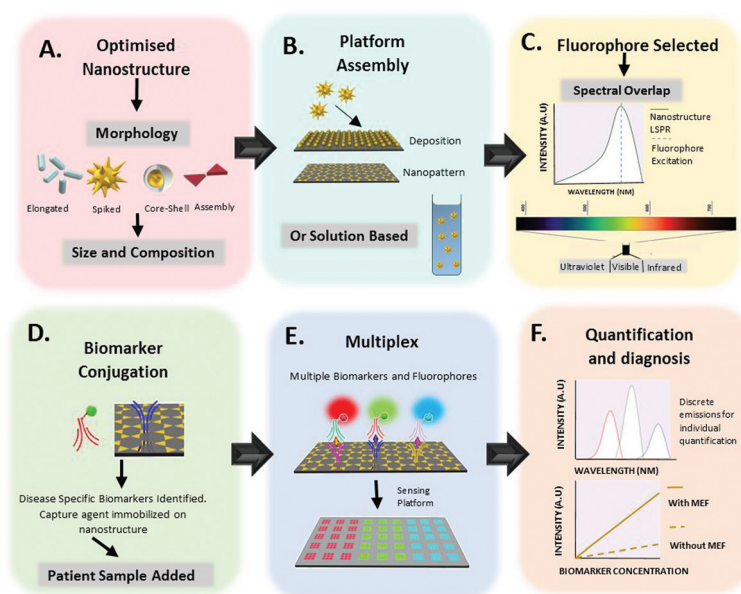 A.
Optimised
Nanostructure
Morphology
Elongated
Spiked
Core-Shell
Assembly
Size and Composition
B.
Platform
Assembly
Deposition
Nanopattern
Or Solution Based
C.
Fluorophore Selected
Spectral Overlap
INTENSITY (A.U)
WAVELENGTH (NM)
Nanostructure
LSPR
Fluorophore
Excitation
Ultraviolet
Visible
Infrared
D.
Biomarker
Conjugation
Disease Specific Biomarkers Identified.
Capture agent immobilized on
nanostructure
Patient Sample Added
E.
Multiplex
Multiple Biomarkers and Fluorophores
Sensing
Platform
F.
Quantification
and diagnosis
INTENSITY (A.U)
WAVELENGTH (NM)
Discrete
emissions for
individual
quantification
INTENSITY (A.U)
BIOMARKER CONCENTRATION
With MEF
Without MEF